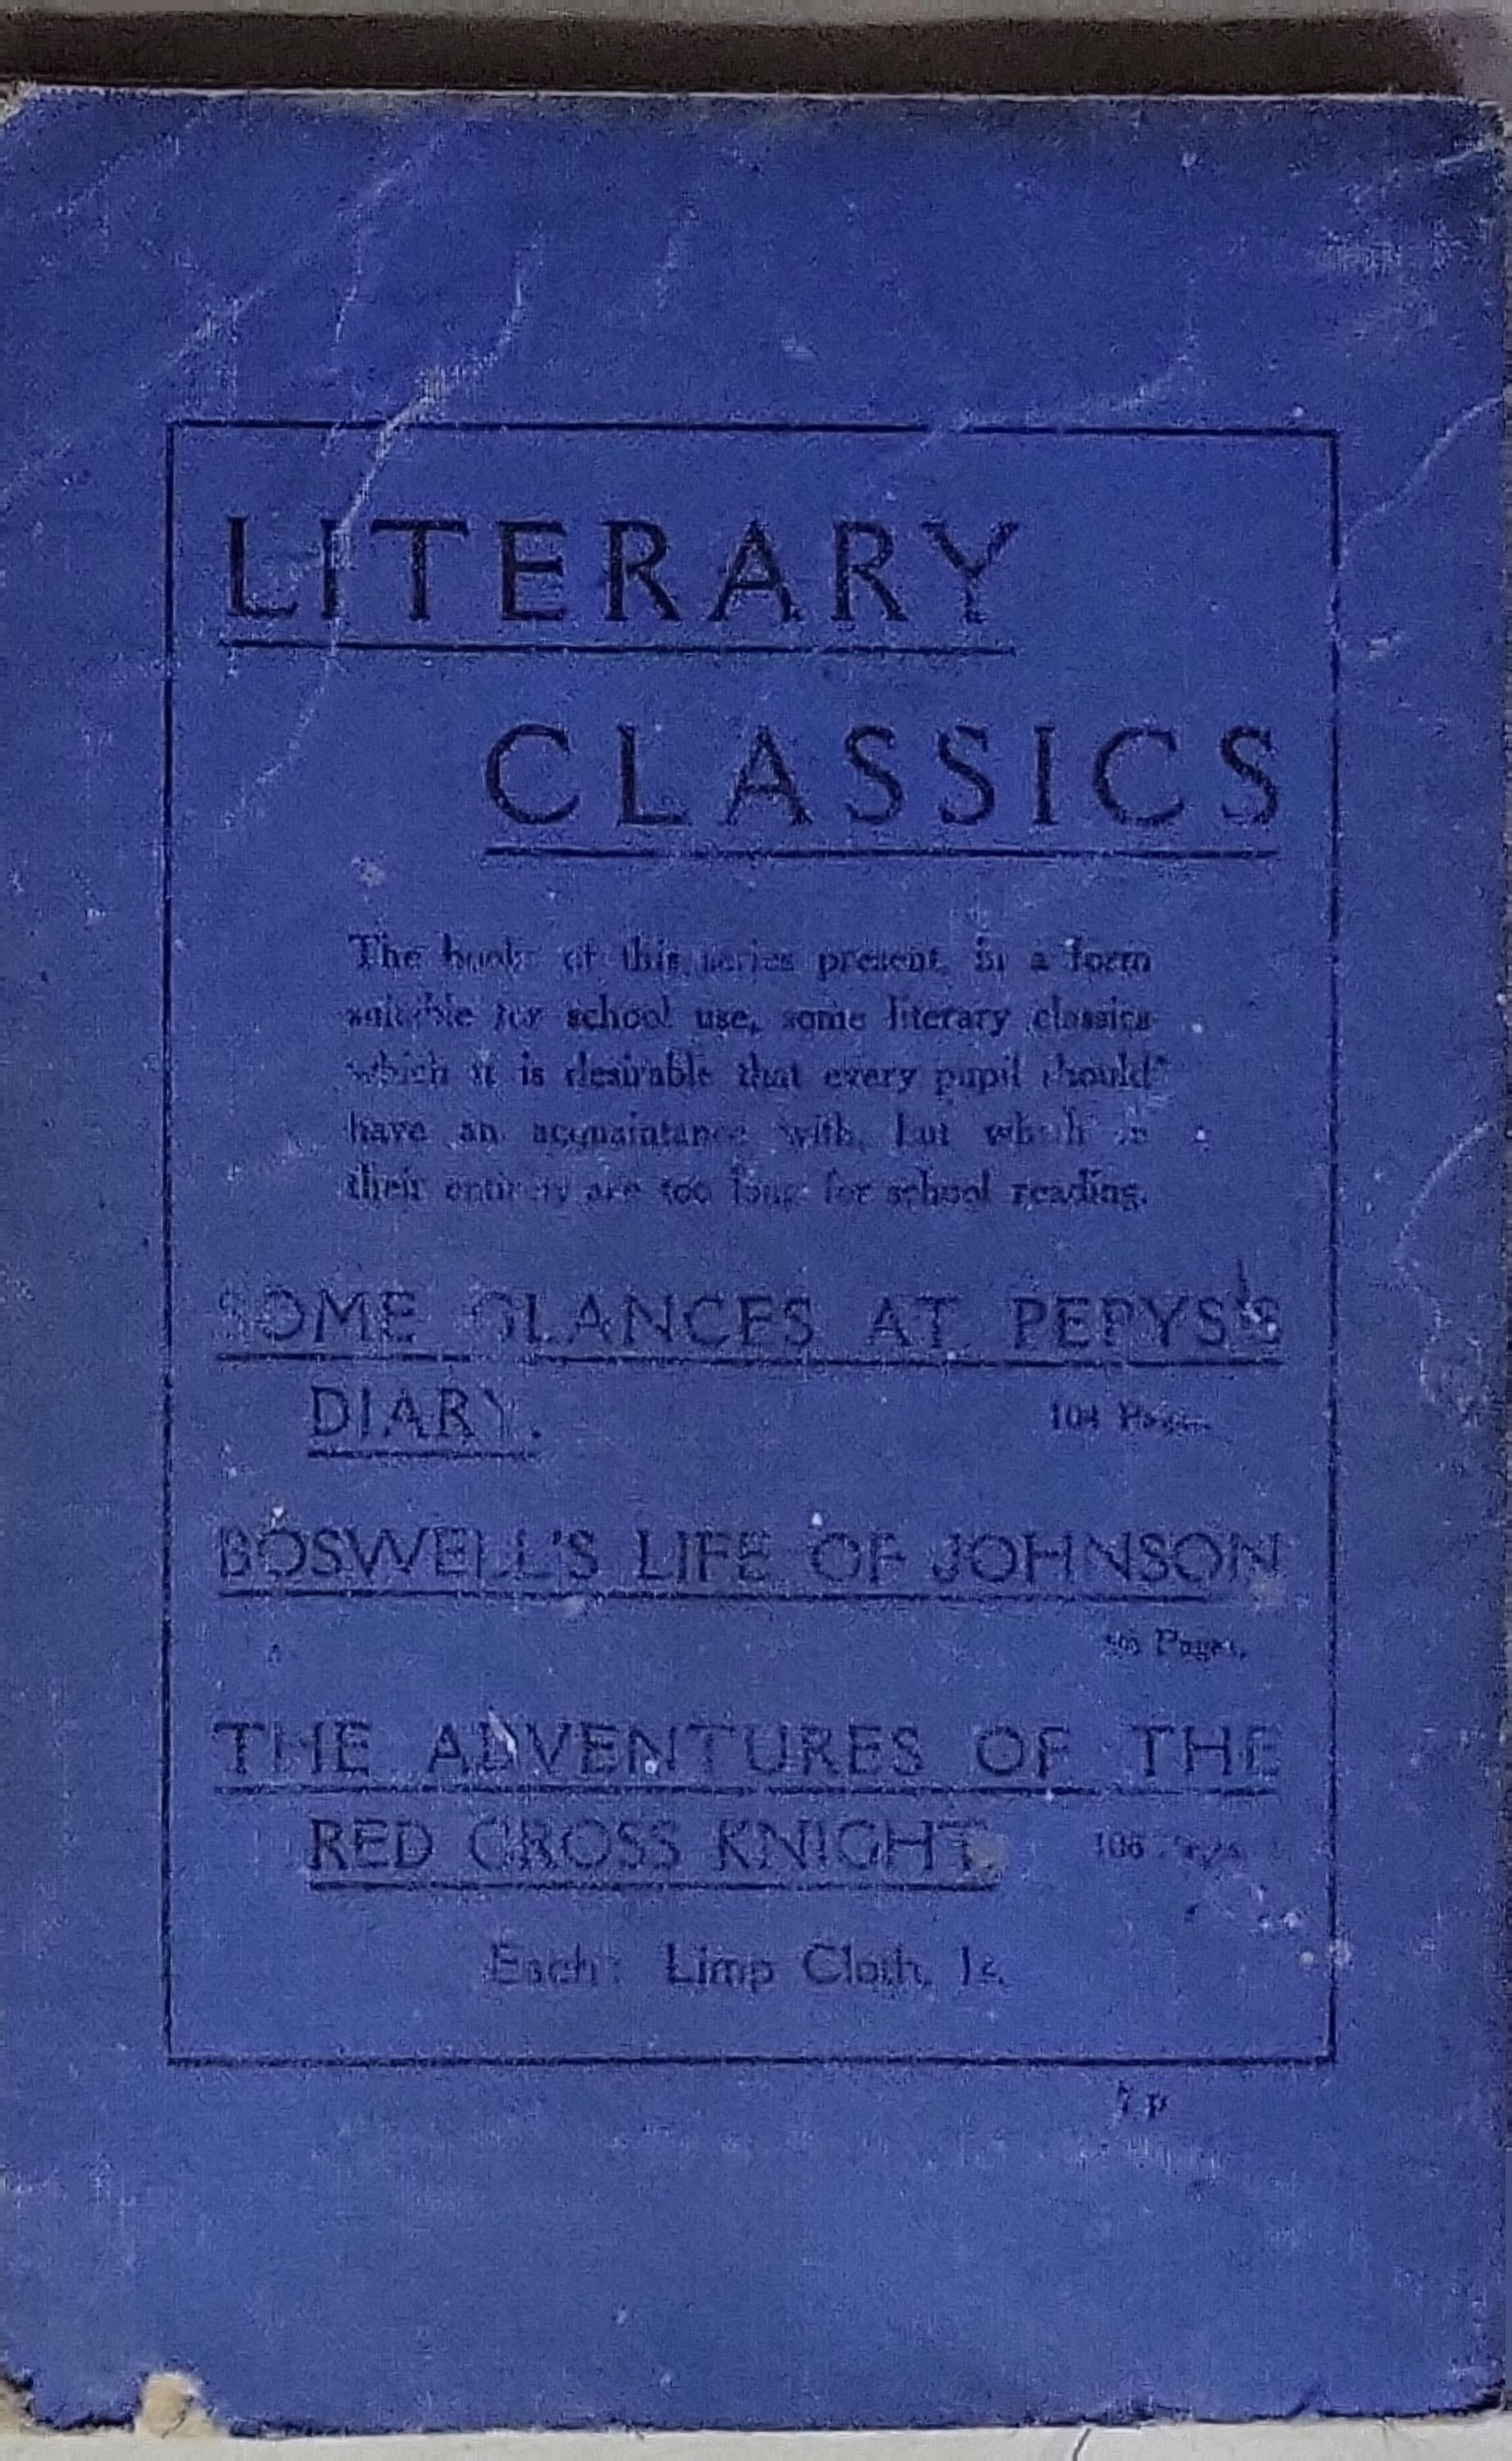 LITERARY
CLASSICS
The books of this series present, in a form
suitable for school use, some literary classics
which it is desirable that every pupil should
have an acquaintance with, but which in
their entirety are too long for school reading.
SOME GLANCES AT PEPYS'S
DIARY. 104 Pages.
BOSWELL'S LIFE OF JOHNSON
Pages.
THE ADVENTURES OF THE
RED CROSS KNIGHT. 106 Pages.
Each: Limp Cloth, 1s.